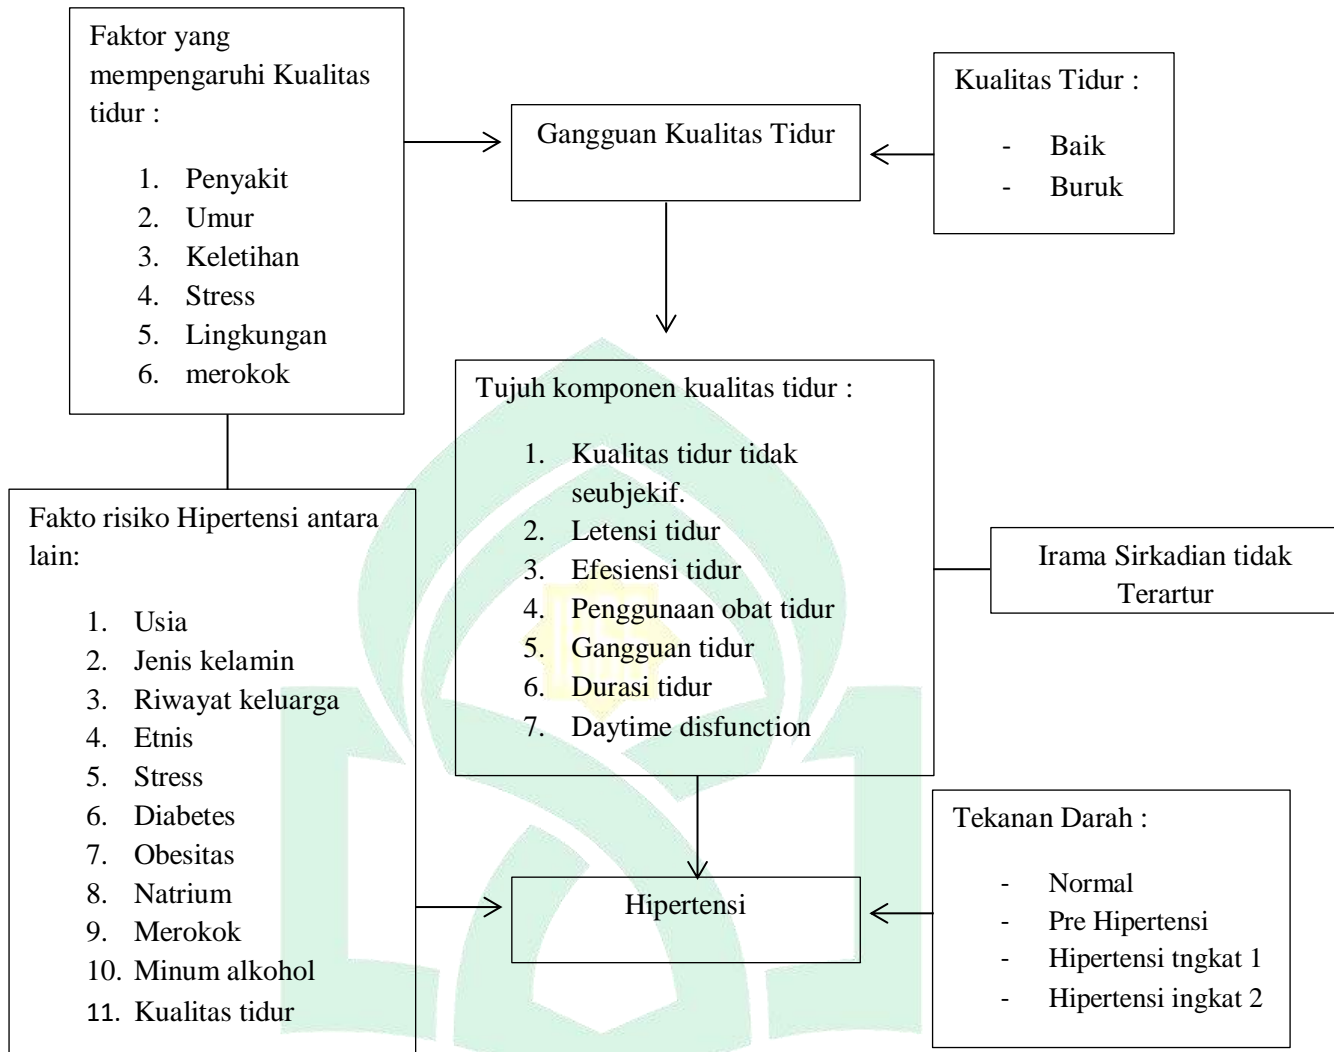 Faktor yang
mempengaruhi Kualitas
tidur :
1. Penyakit
2. Umur
3. Keletihan
4. Stress
5. Lingkungan
6. merokok
Gangguan Kualitas Tidur
Kualitas Tidur :
- Baik
- Buruk
Tujuh komponen kualitas tidur :
1. Kualitas tidur tidak
seubjekif.
2. Letensi tidur
3. Efesiensi tidur
4. Penggunaan obat tidur
5. Gangguan tidur
6. Durasi tidur
7. Daytime disfunction
Irama Sirkadian tidak
Terartur
Fakto risiko Hipertensi antara
lain:
1. Usia
2. Jenis kelamin
3. Riwayat keluarga
4. Etnis
5. Stress
6. Diabetes
7. Obesitas
8. Natrium
9. Merokok
10. Minum alkohol
11. Kualitas tidur
Hipertensi
Tekanan Darah :
- Normal
- Pre Hipertensi
- Hipertensi tngkat 1
- Hipertensi ingkat 2